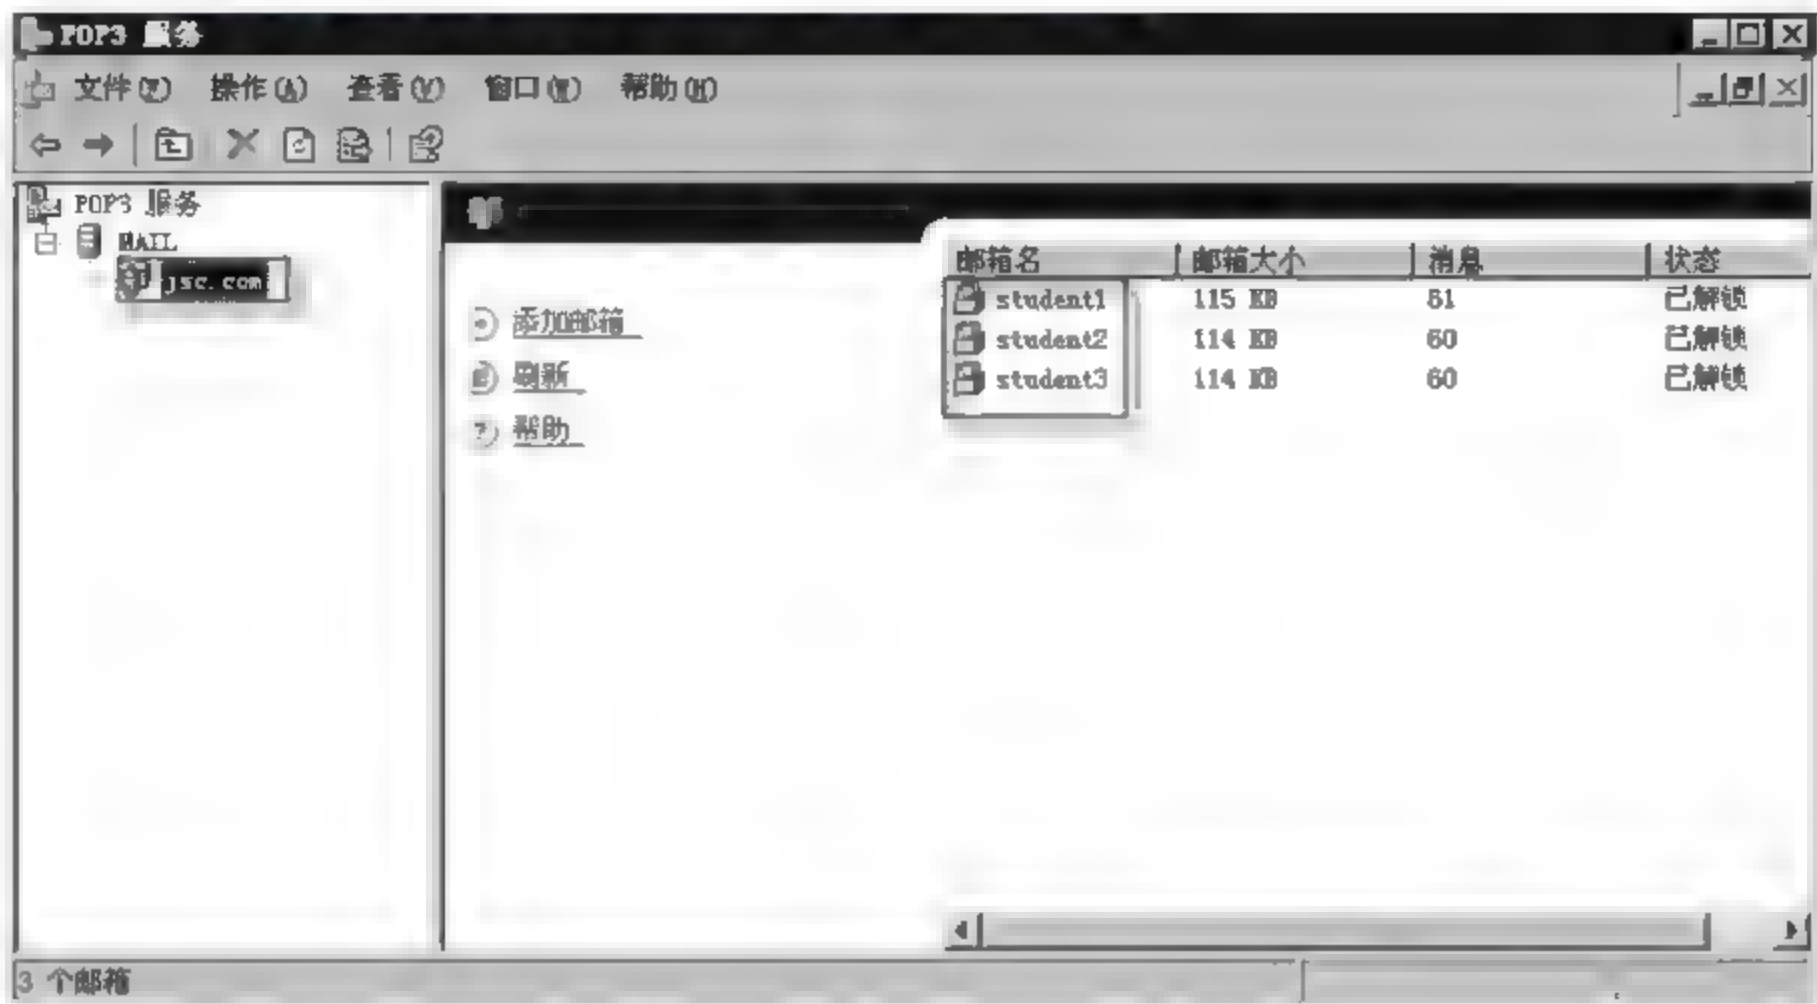 POP3 服务
文件(F) 操作(A) 查看(V) 窗口(W) 帮助(H)
POP3 服务
MAIL
jsc.com
添加邮箱
刷新
帮助
邮箱名 邮箱大小 消息 状态
student1 115 KB 61 已解锁
student2 114 KB 60 已解锁
student3 114 KB 60 已解锁
3 个邮箱